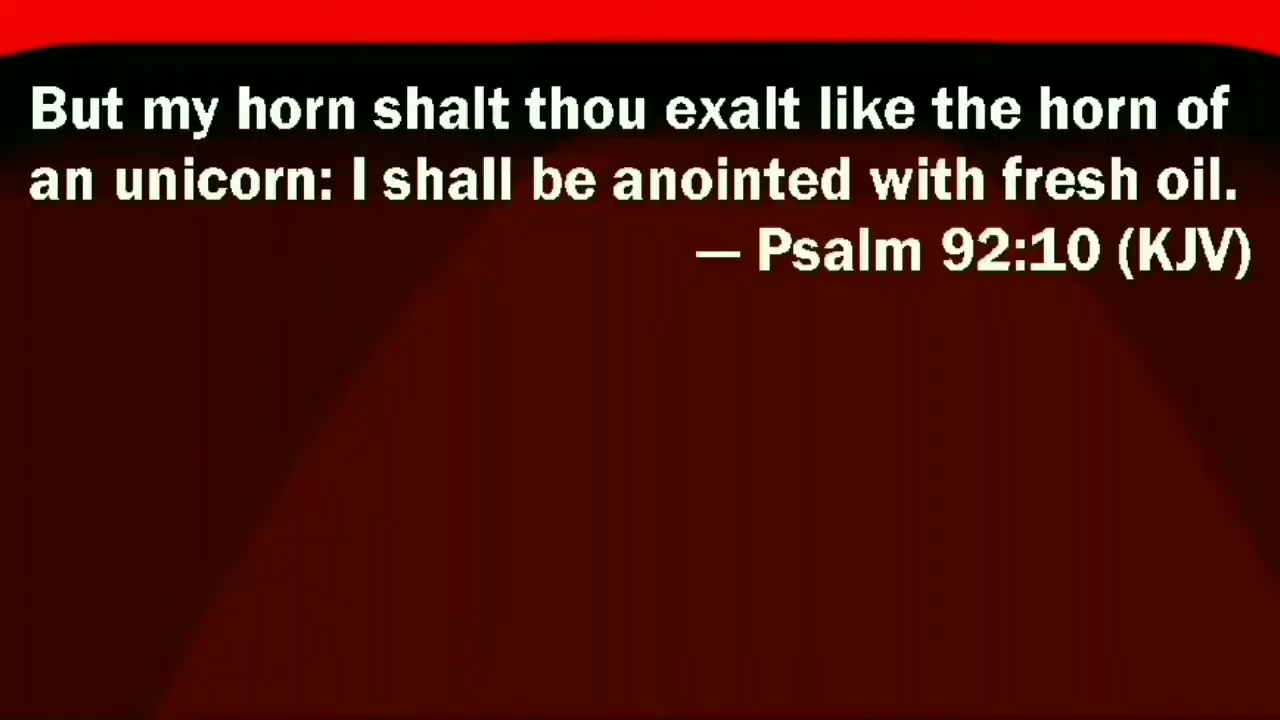 But my horn shalt thou exalt like the horn of
an unicorn: I shall be anointed with fresh oil.
— Psalm 92:10 (KJV)